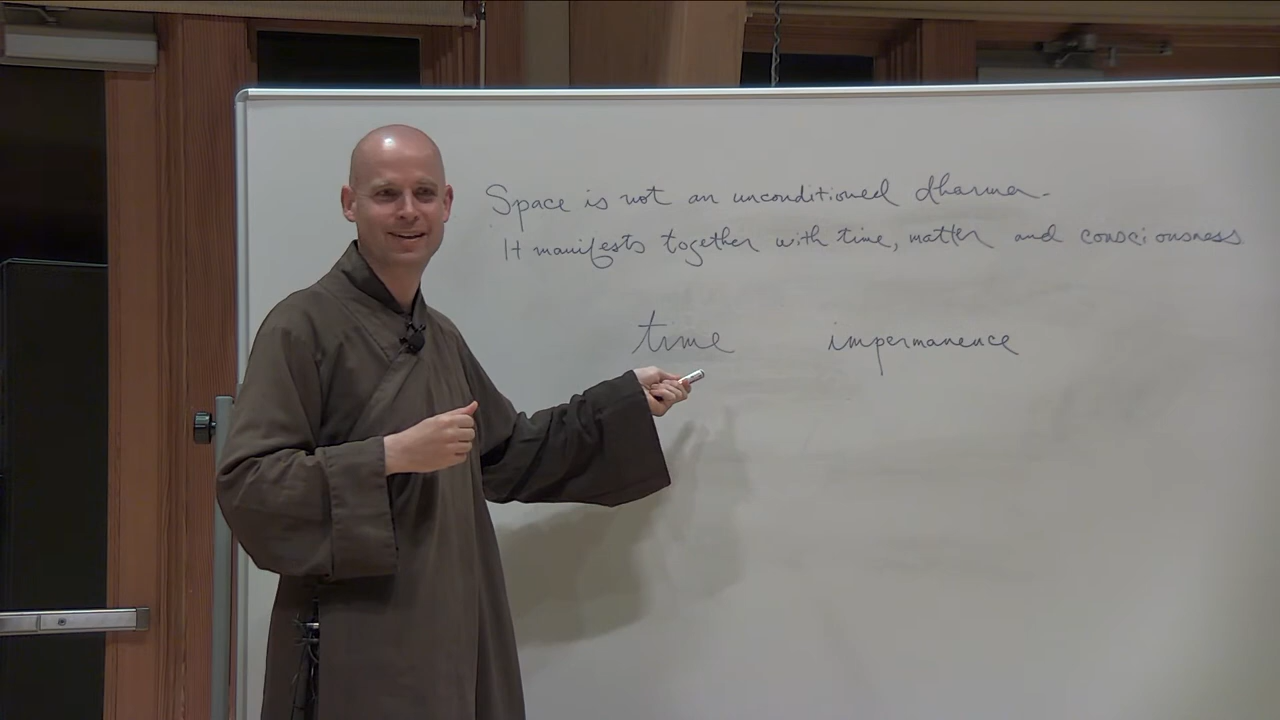 Space is not an unconditioned dharma.
It manifests together with time, matter and consciousness
time impermanence